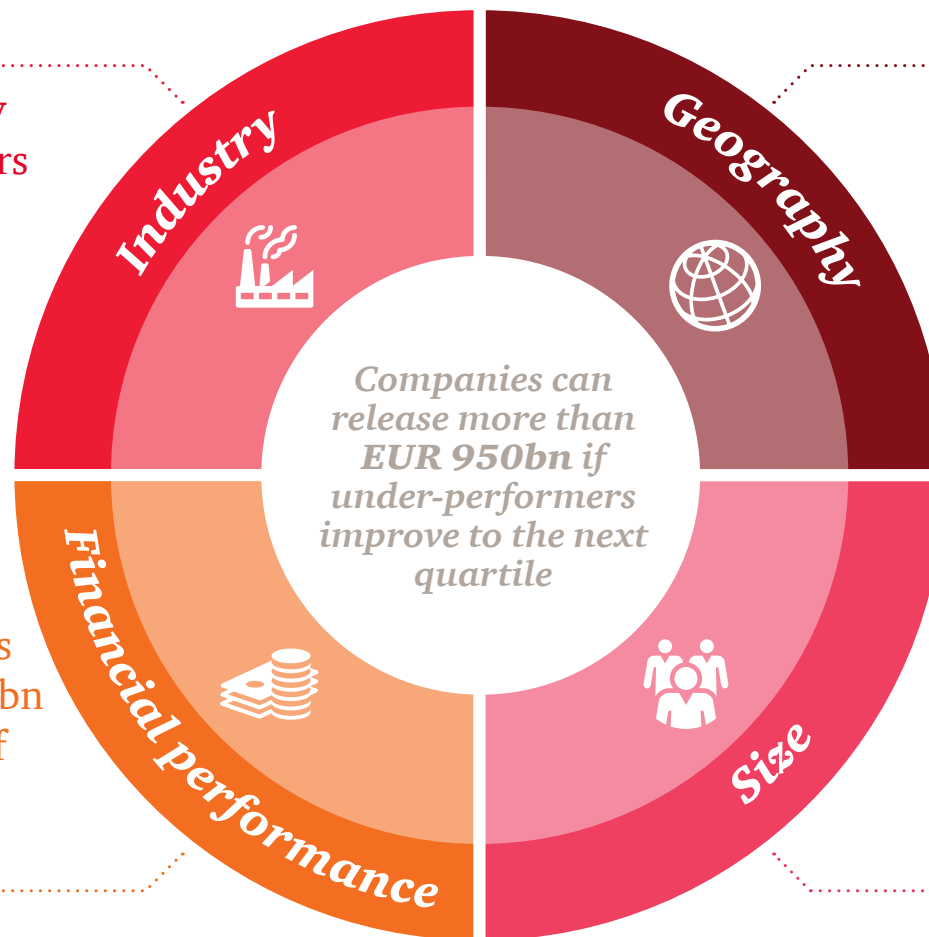 Industry
Geography
Companies can
release more than
EUR 950bn if
under-performers
improve to the next
quartile
bn
Financial performance
Size